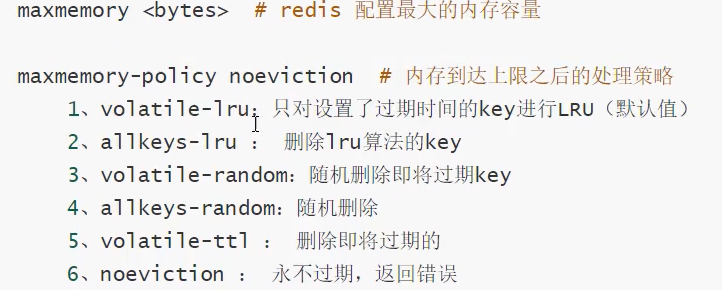 maxmemory <bytes>  # redis 配置最大的内存容量
maxmemory-policy noeviction  # 内存到达上限之后的处理策略
1、volatile-lru：只对设置了过期时间的key进行LRU（默认值）
2、allkeys-lru ： 删除lru算法的key
3、volatile-random：随机删除即将过期key
4、allkeys-random：随机删除
5、volatile-ttl ： 删除即将过期的
6、noeviction ： 永不过期，返回错误